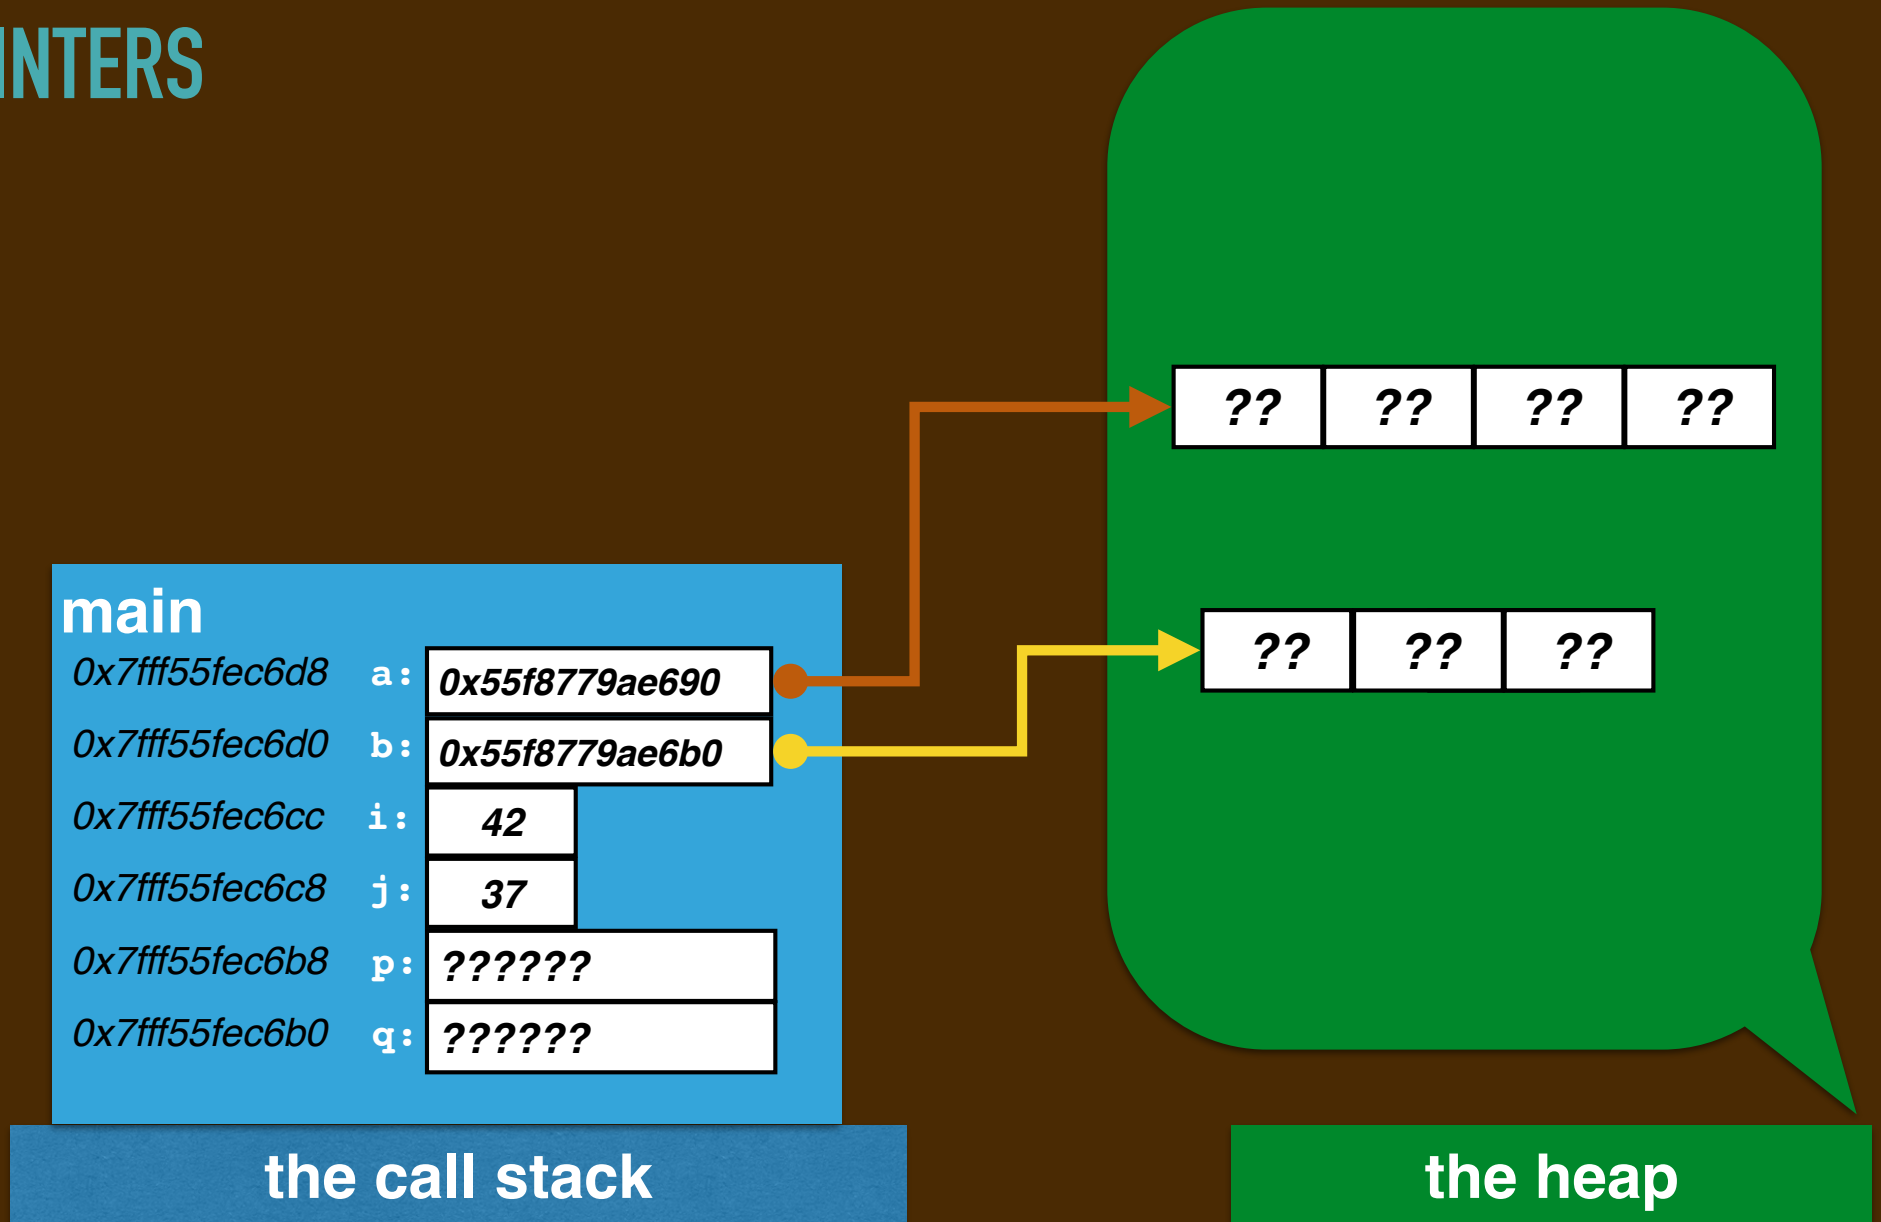 INTERS
?? ?? ?? ??
?? ?? ??
main
0x7fff55fec6d8 a: 0x55f8779ae690
0x7fff55fec6d0 b: 0x55f8779ae6b0
0x7fff55fec6cc i: 42
0x7fff55fec6c8 j: 37
0x7fff55fec6b8 p: ??????
0x7fff55fec6b0 q: ??????
the call stack
the heap